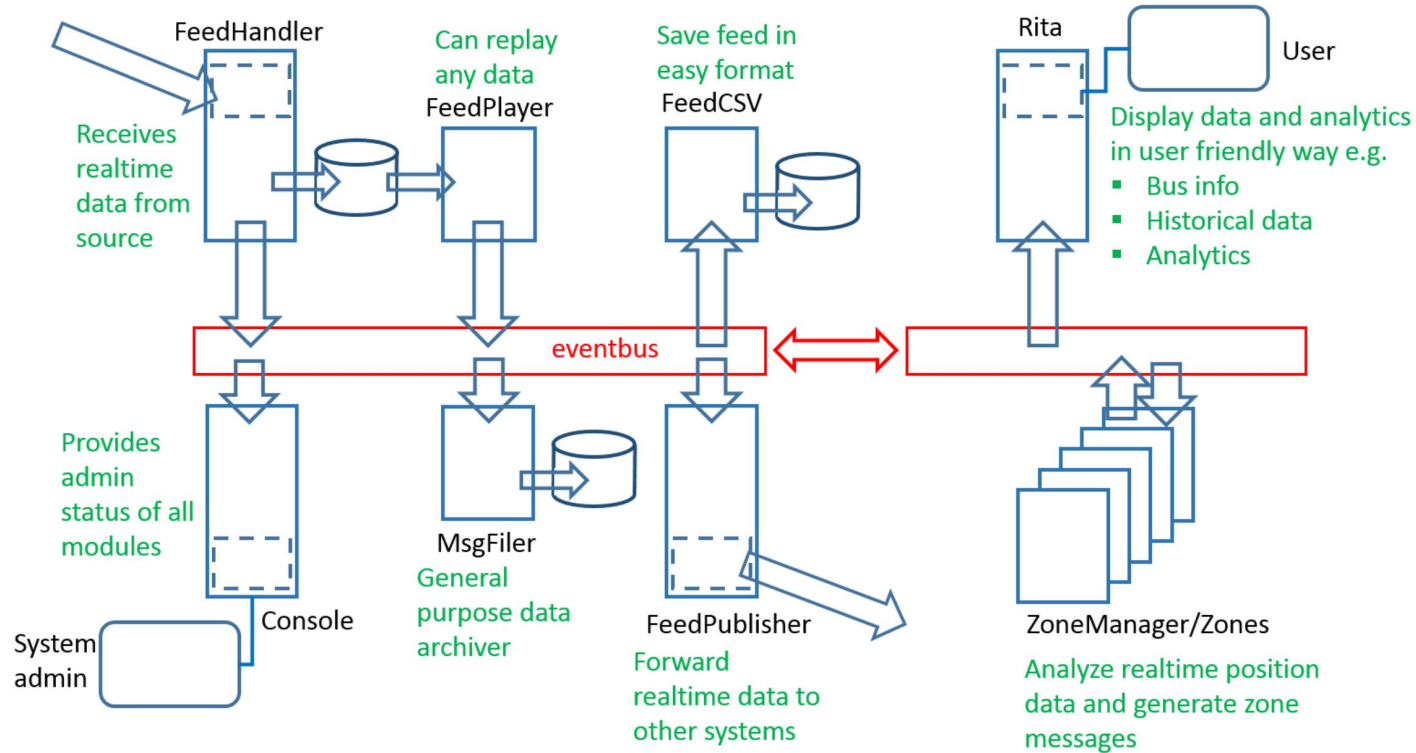 FeedHandler
Receives
realtime
data from
source
Can replay
any data
FeedPlayer
Save feed in
easy format
FeedCSV
Rita
User
Display data and analytics
in user friendly way e.g.
▪ Bus info
▪ Historical data
▪ Analytics
eventbus
Provides
admin
status of all
modules
Console
System
admin
MsgFiler
General
purpose data
archiver
FeedPublisher
Forward
realtime data to
other systems
ZoneManager/Zones
Analyze realtime position
data and generate zone
messages